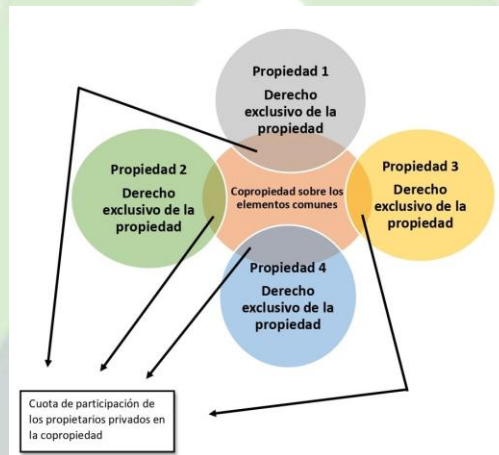 Propiedad 1
Derecho
exclusivo de la
propiedad
Propiedad 2
Derecho
exclusivo de la
propiedad
Copropiedad sobre los
elementos comunes
Propiedad 3
Derecho
exclusivo de la
propiedad
Propiedad 4
Derecho
exclusivo de la
propiedad
Cuota de participación de
los propietarios privados en
la copropiedad